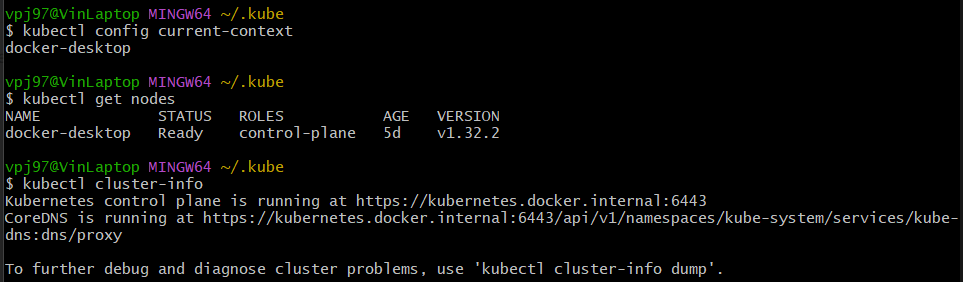 vpj97@VinLaptop MINGW64 ~/.kube
$ kubectl config current-context
docker-desktop
vpj97@VinLaptop MINGW64 ~/.kube
$ kubectl get nodes
NAME             STATUS   ROLES           AGE   VERSION
docker-desktop   Ready    control-plane   5d    v1.32.2
vpj97@VinLaptop MINGW64 ~/.kube
$ kubectl cluster-info
Kubernetes control plane is running at https://kubernetes.docker.internal:6443
CoreDNS is running at https://kubernetes.docker.internal:6443/api/v1/namespaces/kube-system/services/kube-
dns:dns/proxy
To further debug and diagnose cluster problems, use 'kubectl cluster-info dump'.